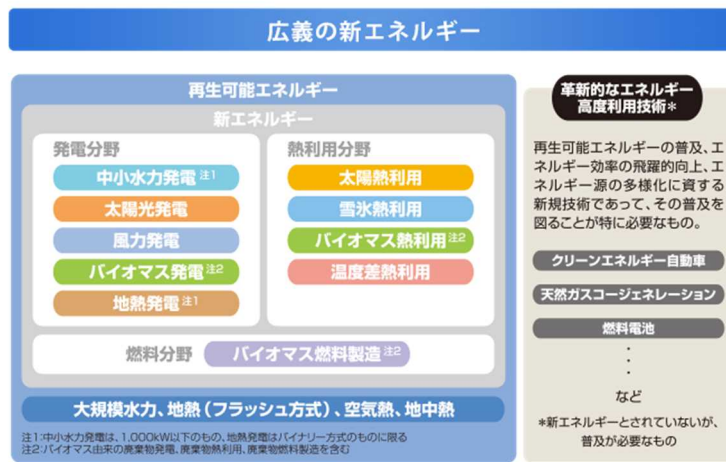 広義の新エネルギー
再生可能エネルギー
新エネルギー
発電分野
中小水力発電 注1
太陽光発電
風力発電
バイオマス発電 注2
地熱発電 注1
熱利用分野
太陽熱利用
雪氷熱利用
バイオマス熱利用 注2
温度差熱利用
燃料分野
バイオマス燃料製造 注2
大規模水力、地熱(フラッシュ方式)、空気熱、地中熱
注1:中小水力発電は、1,000kW以下のもの、地熱発電はバイナリー方式のものに限る
注2:バイオマス由来の廃棄物発電、廃棄物熱利用、廃棄物燃料製造を含む
革新的なエネルギー
高度利用技術*
再生可能エネルギーの普及、エ
ネルギー効率の飛躍的向上、エ
ネルギー源の多様化に資する
新規技術であって、その普及を
図ることが特に必要なもの。
クリーンエネルギー自動車
天然ガスコージェネレーション
燃料電池
・
・
・
など
*新エネルギーとされていないが、
普及が必要なもの